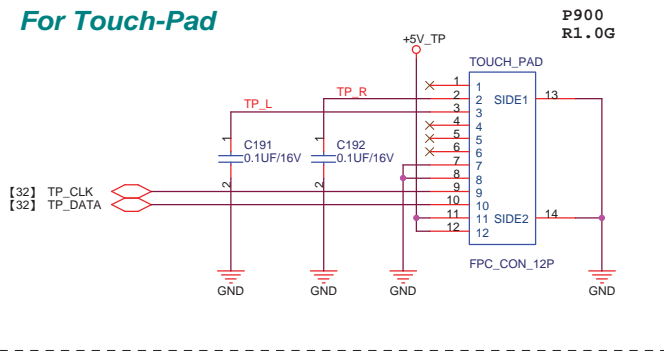 For Touch-Pad
P900
R1.0G
+5V_TP
TOUCH_PAD
TP_L
TP_R
1
2
3
4
5
6
7
8
9
10
11
12
1
2
3
4
5
6
7
8
9
10
11
12
SIDE1
13
SIDE2
14
FPC_CON_12P
1
C191
0.1UF/16V
2
1
C192
0.1UF/16V
2
【32】 TP_CLK
【32】 TP_DATA
GND
GND
GND
GND